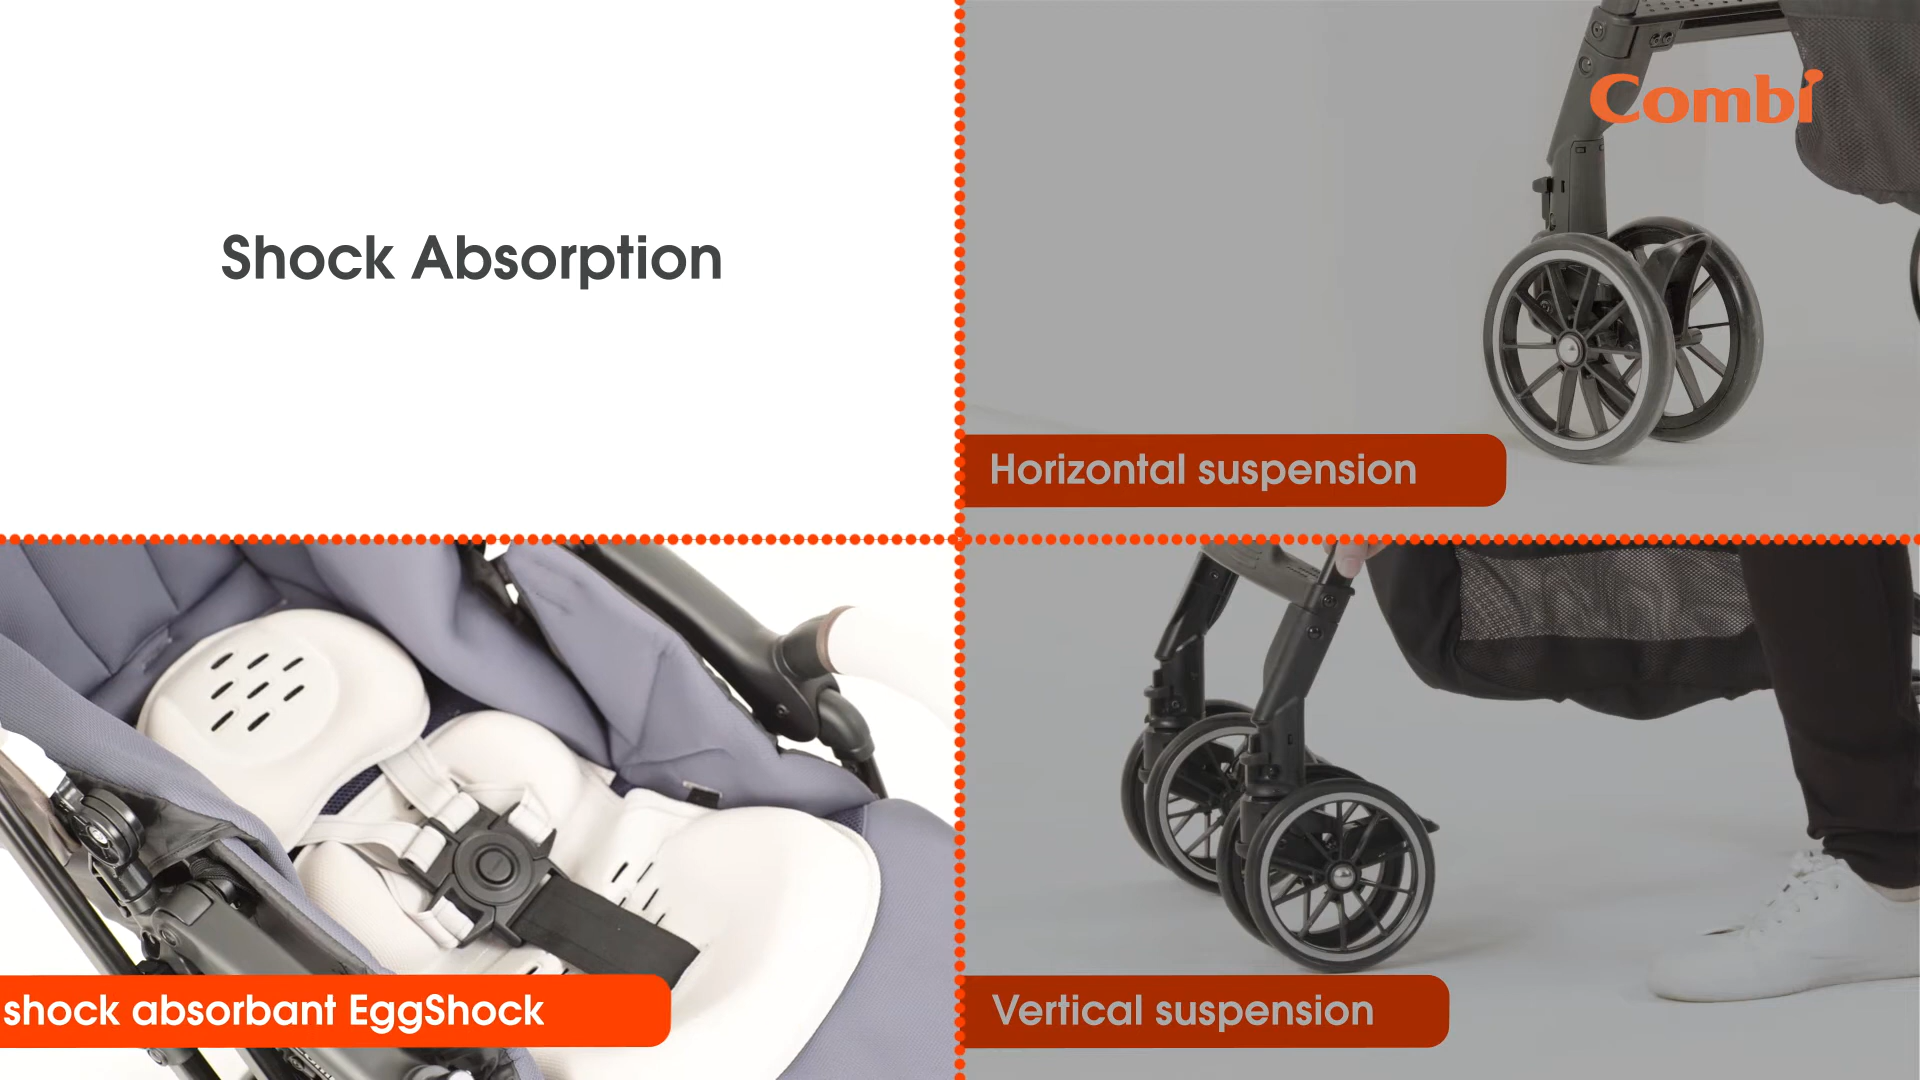 Combi
Shock Absorption
Horizontal suspension
shock absorbant EggShock
Vertical suspension